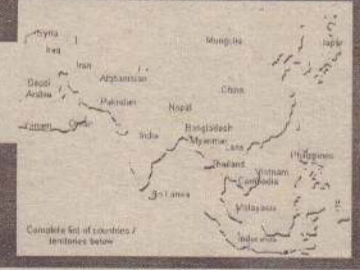 Syria
Mongolia
Japan
Iraq
Iran
Afghanistan
Saudi
Arabia
China
Pakistan
Nepal
Yemen
Qatar
India
Bangladesh
Myanmar
Laos
Thailand
Philippines
Vietnam
Cambodia
Sri Lanka
Malaysia
Indonesia
Complete list of countries /
territories below